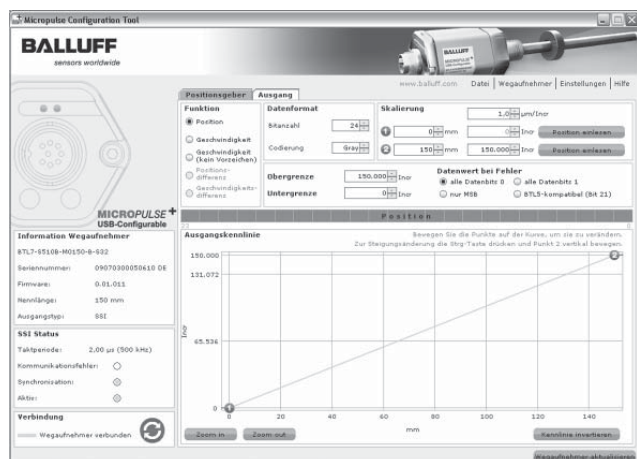 Micropulse Configuration Tool
BALLUFF
sensors worldwide
BALLUFF
MICROPULSE
www.balluff.com Datei | Wegaufnehmer | Einstellungen | Hilfe
Positionsgeber Ausgang
Funktion
Position
Geschwindigkeit
Geschwindigkeit
(kein Vorzeichen)
Positions-
differenz
Geschwindigkeits-
differenz
Datenformat
Bitanzahl 24
Codierung Gray
Skalierung
1,0 µm/Incr
1 0 mm 0 Incr Position einlesen
2 150 mm 150.000 Incr Position einlesen
Obergrenze 150.000 Incr
Untergrenze 0 Incr
Datenwert bei Fehler
alle Datenbits 0 alle Datenbits 1
nur MSB BTL5-kompatibel (Bit 21)
MICROPULSE+
USB-Configurable
Position
Information Wegaufnehmer
BTL7-S510B-M0150-B-S32
Seriennummer: 09070300050610 DE
Firmware: 0.01.011
Nennlänge: 150 mm
Ausgangstyp: SSI
SSI Status
Taktperiode: 2,00 µs (500 kHz)
Kommunikationsfehler:
Synchronisation:
Aktiv:
Verbindung
Wegaufnehmer verbunden
Ausgangskennlinie
Bewegen Sie die Punkte auf der Kurve, um sie zu verändern.
Zur Steigungsänderung die Strg-Taste drücken und Punkt 2 vertikal bewegen.
150.000
131.072
65.536
0
Incr
1
2
0 20 40 60 80 100 120 140
mm
Zoom in Zoom out Kennlinie invertieren
Wegaufnehmer aktualisieren